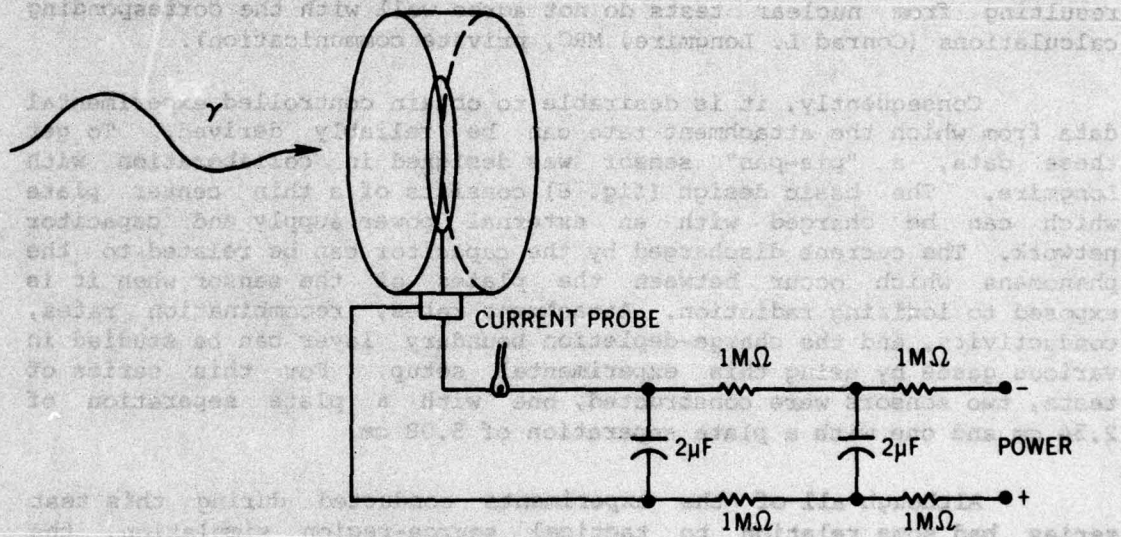 resulting from nuclear tests do not agree well with the corresponding
calculations (Conrad L. Longmire, MRC, private communication).
Consequently, it is desirable to obtain controlled experimental
data from which the attachment rate can be reliably derived. To get
these data, a "pie-pan" sensor was designed in collaboration with
Longmire. The basic design (fig. 6) consists of a thin center plate
which can be charged with an external power supply and capacitor
network. The current discharged by the capacitor can be related to the
phenomena which occur between the plates of the sensor when it is
exposed to ionizing radiation. rates, recombination rates,
conductivity, and the charge-depletion boundary layer can be studied in
various gases by using this experimental setup. For this series of
tests, two sensors were constructed, one with a plate separation of
2.54 cm and one with a plate separation of 5.08 cm.
Although all of the experiments conducted during this test
series had some relation to tactical source-region simulation, the
γ
CURRENT PROBE
1MΩ 1MΩ
−
2µF 2µF POWER
+
1MΩ 1MΩ